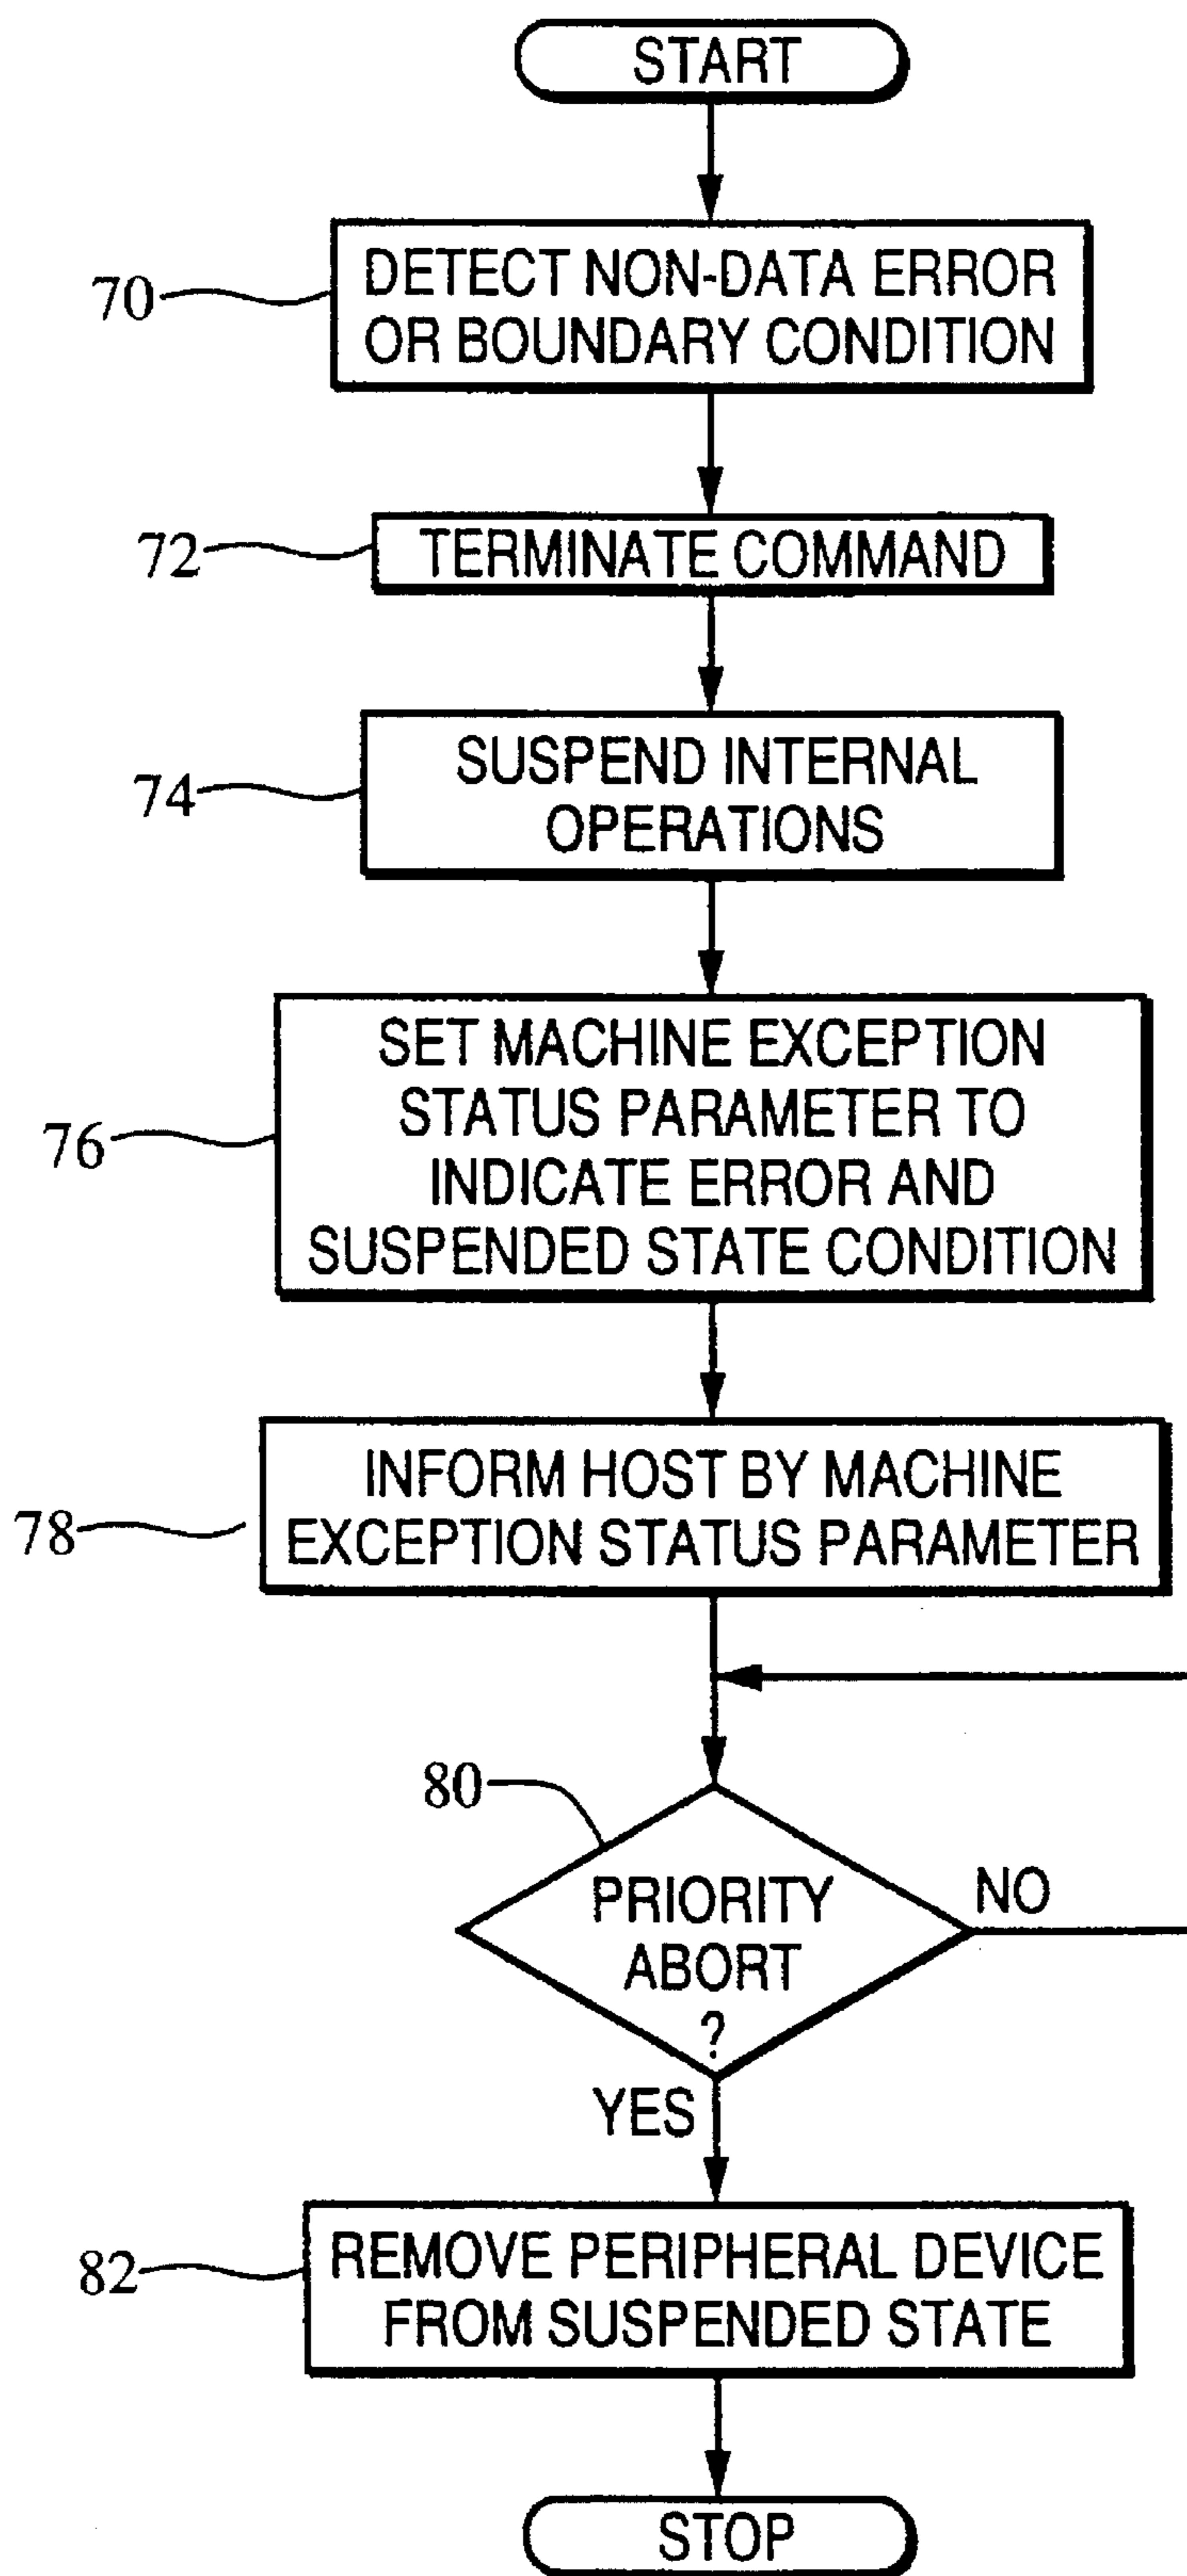 START
70
DETECT NON-DATA ERROR
OR BOUNDARY CONDITION
72
TERMINATE COMMAND
74
SUSPEND INTERNAL
OPERATIONS
76
SET MACHINE EXCEPTION
STATUS PARAMETER TO
INDICATE ERROR AND
SUSPENDED STATE CONDITION
78
INFORM HOST BY MACHINE
EXCEPTION STATUS PARAMETER
80
PRIORITY
ABORT
?
NO
YES
82
REMOVE PERIPHERAL DEVICE
FROM SUSPENDED STATE
STOP